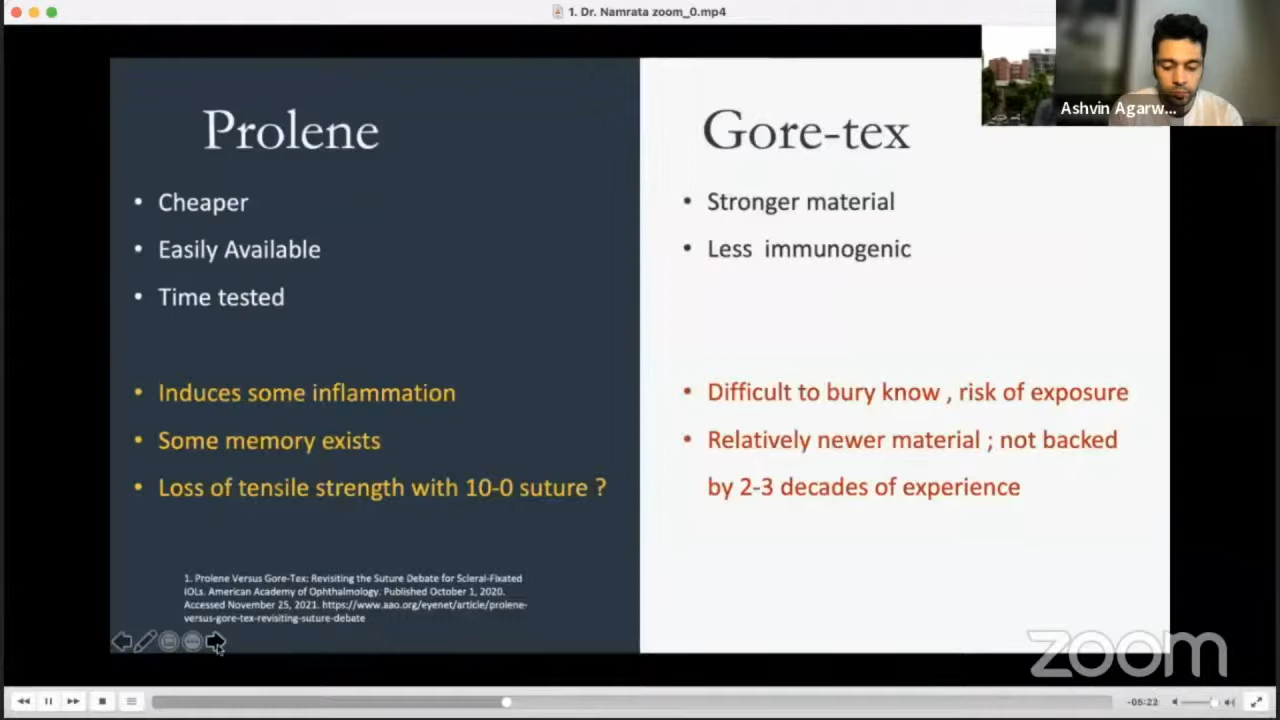 1. Dr. Namrata zoom_0.mp4
Ashvin Agarw...
Prolene
• Cheaper
• Easily Available
• Time tested
• Induces some inflammation
• Some memory exists
• Loss of tensile strength with 10-0 suture ?
1. Prolene Versus Gore-Tex: Revisiting the Suture Debate for Scleral-Fixated
IOLs. American Academy of Ophthalmology. Published October 1, 2020.
Accessed November 25, 2021. https://www.aao.org/eyenet/article/prolene-
versus-gore-tex-revisiting-suture-debate
Gore-tex
• Stronger material
• Less immunogenic
• Difficult to bury know , risk of exposure
• Relatively newer material ; not backed
by 2-3 decades of experience
zoom
-05:22